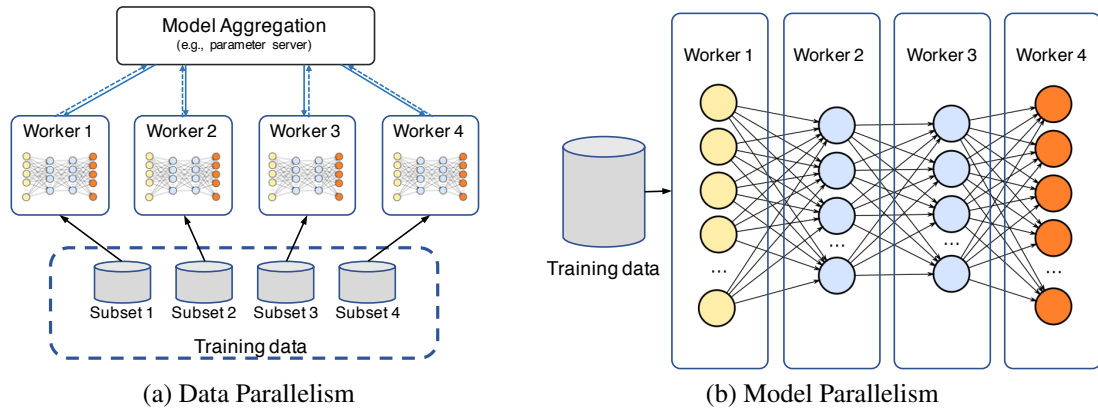 Model Aggregation
(e.g., parameter server)
Worker 1
Worker 2
Worker 3
Worker 4
Subset 1
Subset 2
Subset 3
Subset 4
Training data
(a) Data Parallelism
Worker 1
Worker 2
Worker 3
Worker 4
Training data
...
...
...
...
(b) Model Parallelism